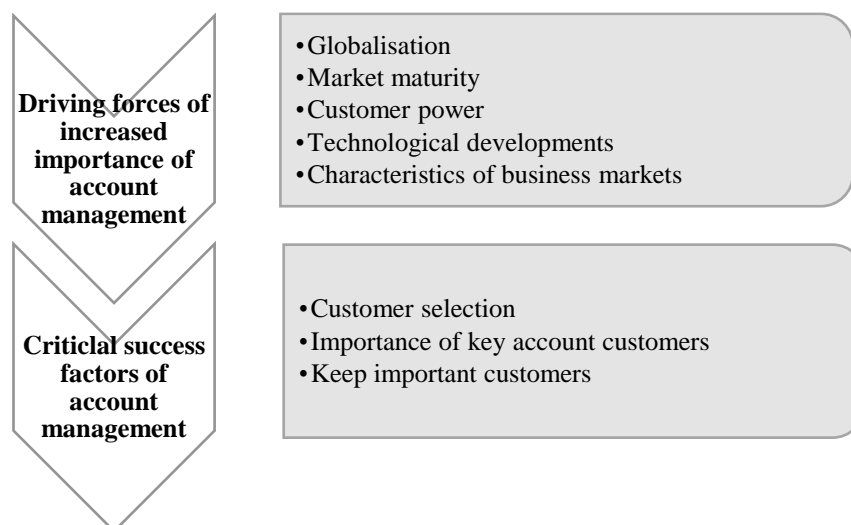 Driving forces of
increased
importance of
account
management
•Globalisation
•Market maturity
•Customer power
•Technological developments
•Characteristics of business markets
Criticlal success
factors of
account
management
•Customer selection
•Importance of key account customers
•Keep important customers